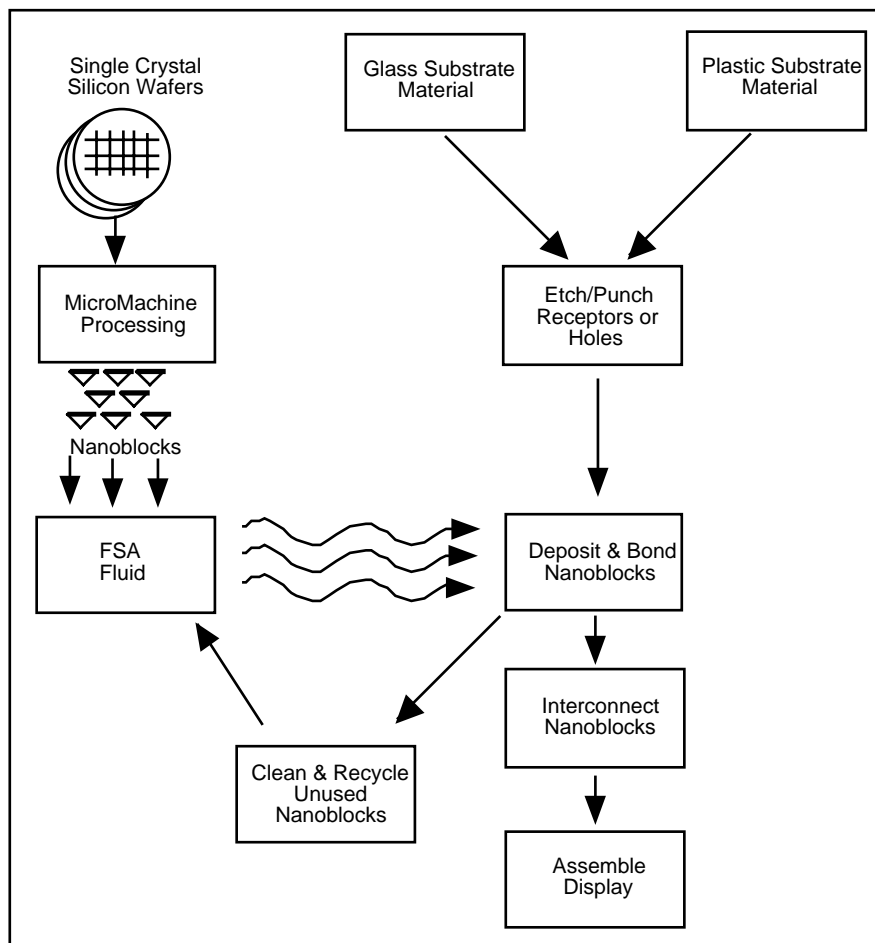 Single Crystal
Silicon Wafers
Glass Substrate
Material
Plastic Substrate
Material
MicroMachine
Processing
Etch/Punch
Receptors or
Holes
Nanoblocks
FSA
Fluid
Deposit & Bond
Nanoblocks
Interconnect
Nanoblocks
Clean & Recycle
Unused
Nanoblocks
Assemble
Display